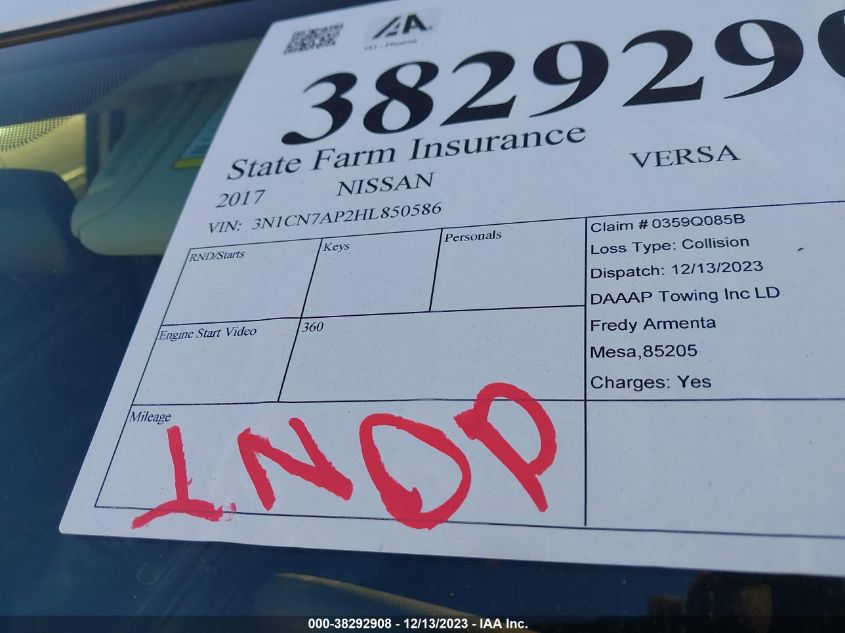 IAA
382929
State Farm Insurance
2017 NISSAN VERSA
VIN: 3N1CN7AP2HL850586
RND/Starts
Keys
Personals
Engine Start Video
360
Mileage
INOP
Claim # 0359Q085B
Loss Type: Collision
Dispatch: 12/13/2023
DAAAP Towing Inc LD
Fredy Armenta
Mesa,85205
Charges: Yes
000-38292908 - 12/13/2023 - IAA Inc.